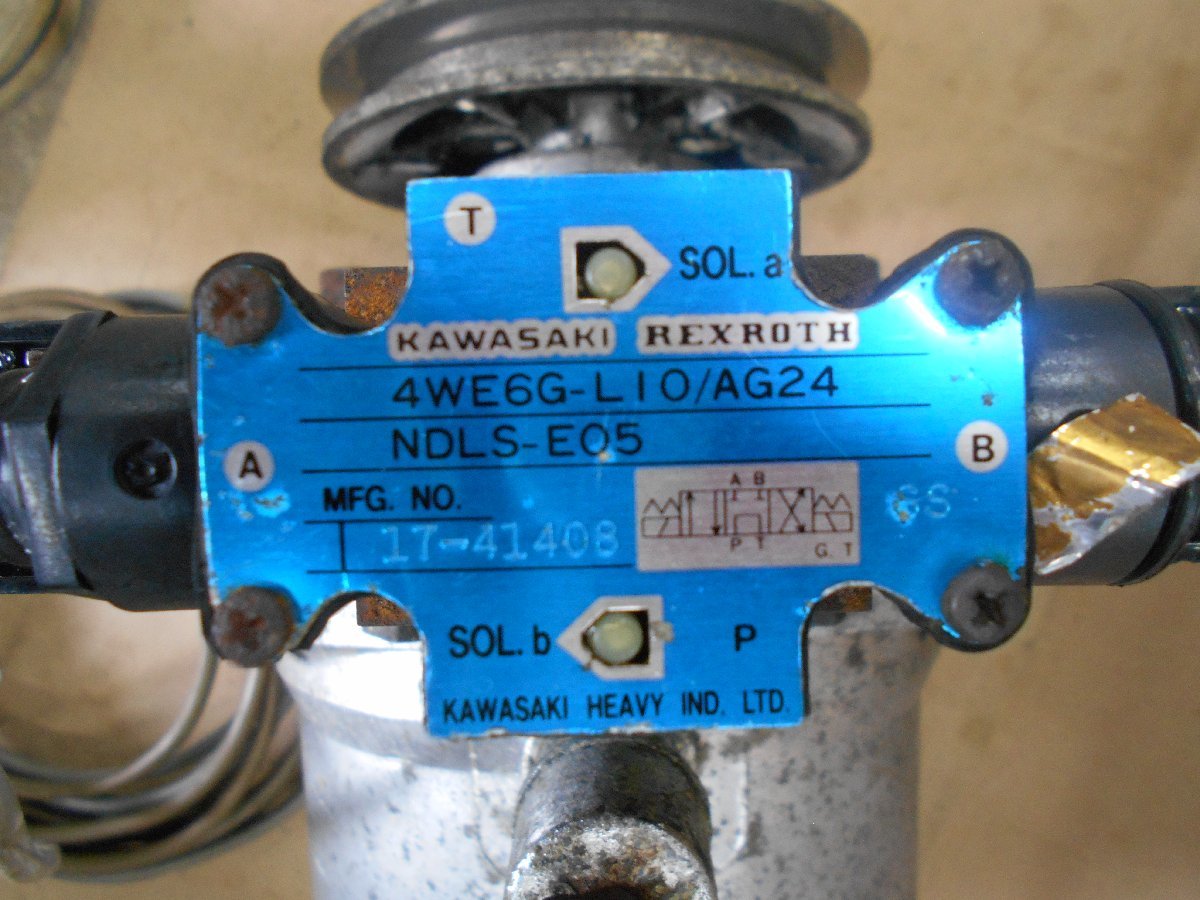 T
SOL. a
KAWASAKI REXROTH
4WE6G-L10/AG24
NDLS-E05
A
B
MFG. NO.
17-41408
A B
P T
G. T
GS
SOL. b
P
KAWASAKI HEAVY IND. LTD.